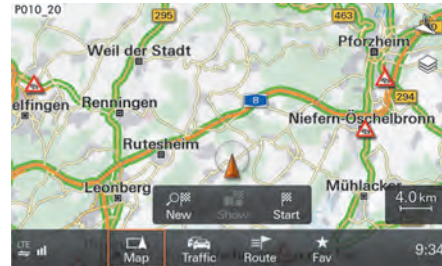 P010_20
295
463
Pforzheim
Weil der Stadt
elfingen
Renningen
8
294
Niefern-Öschelbronn
Rutesheim
Leonberg
Mühlacker
4.0 km
New
Show
Start
LTE
Map
Traffic
Route
Fav
9:34